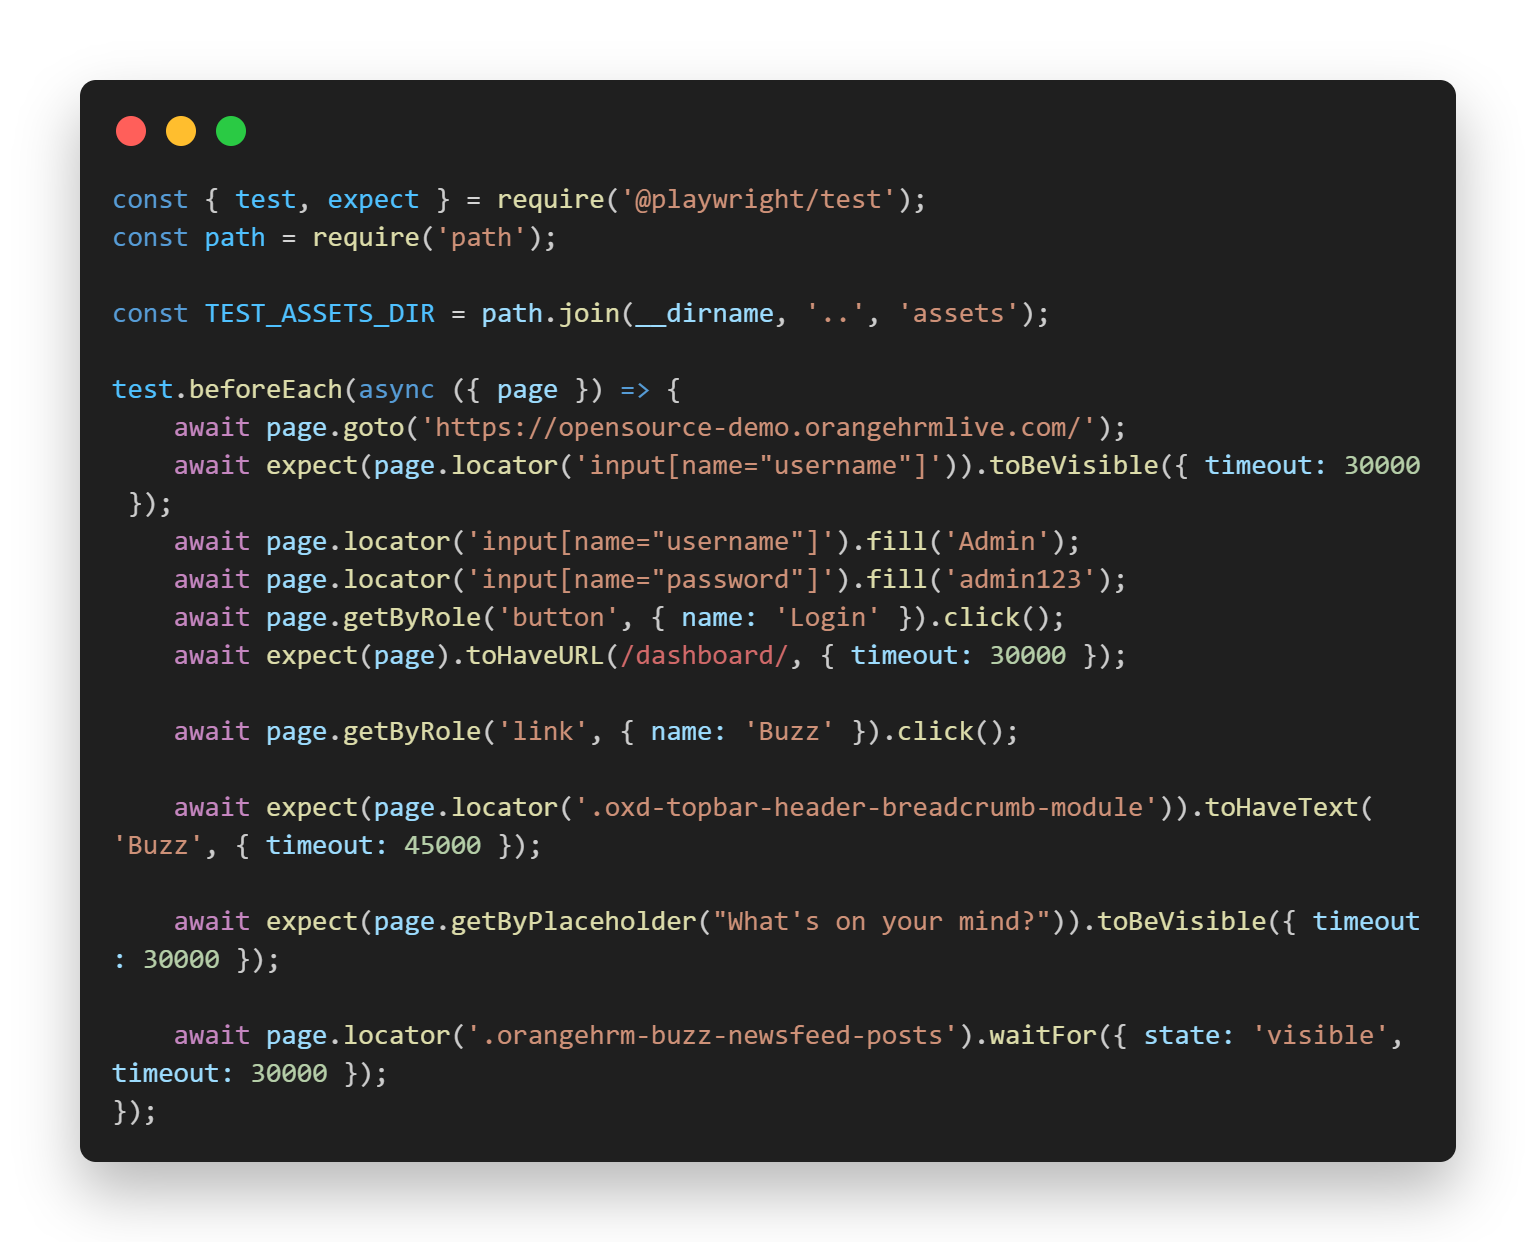 const { test, expect } = require('@playwright/test');
const path = require('path');

const TEST_ASSETS_DIR = path.join(__dirname, '..', 'assets');

test.beforeEach(async ({ page }) => {
    await page.goto('https://opensource-demo.orangehrmlive.com/');
    await expect(page.locator('input[name="username"]')).toBeVisible({ timeout: 30000
 });
    await page.locator('input[name="username"]').fill('Admin');
    await page.locator('input[name="password"]').fill('admin123');
    await page.getByRole('button', { name: 'Login' }).click();
    await expect(page).toHaveURL(/dashboard/, { timeout: 30000 });

    await page.getByRole('link', { name: 'Buzz' }).click();

    await expect(page.locator('.oxd-topbar-header-breadcrumb-module')).toHaveText(
'Buzz', { timeout: 45000 });

    await expect(page.getByPlaceholder("What's on your mind?")).toBeVisible({ timeout
: 30000 });

    await page.locator('.orangehrm-buzz-newsfeed-posts').waitFor({ state: 'visible',
timeout: 30000 });
});